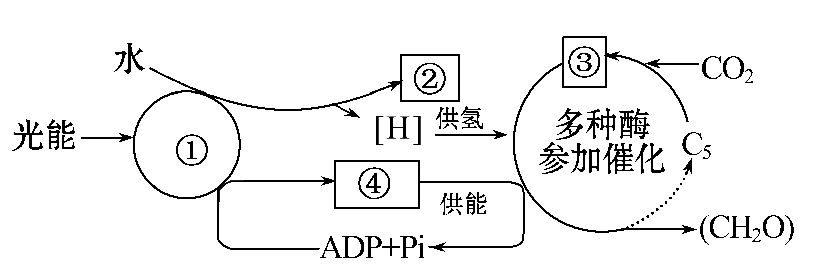 水
②
③
CO₂
光能
①
[H]
供氢
多种酶
参加催化
C₅
④
供能
(CH₂O)
ADP+Pi